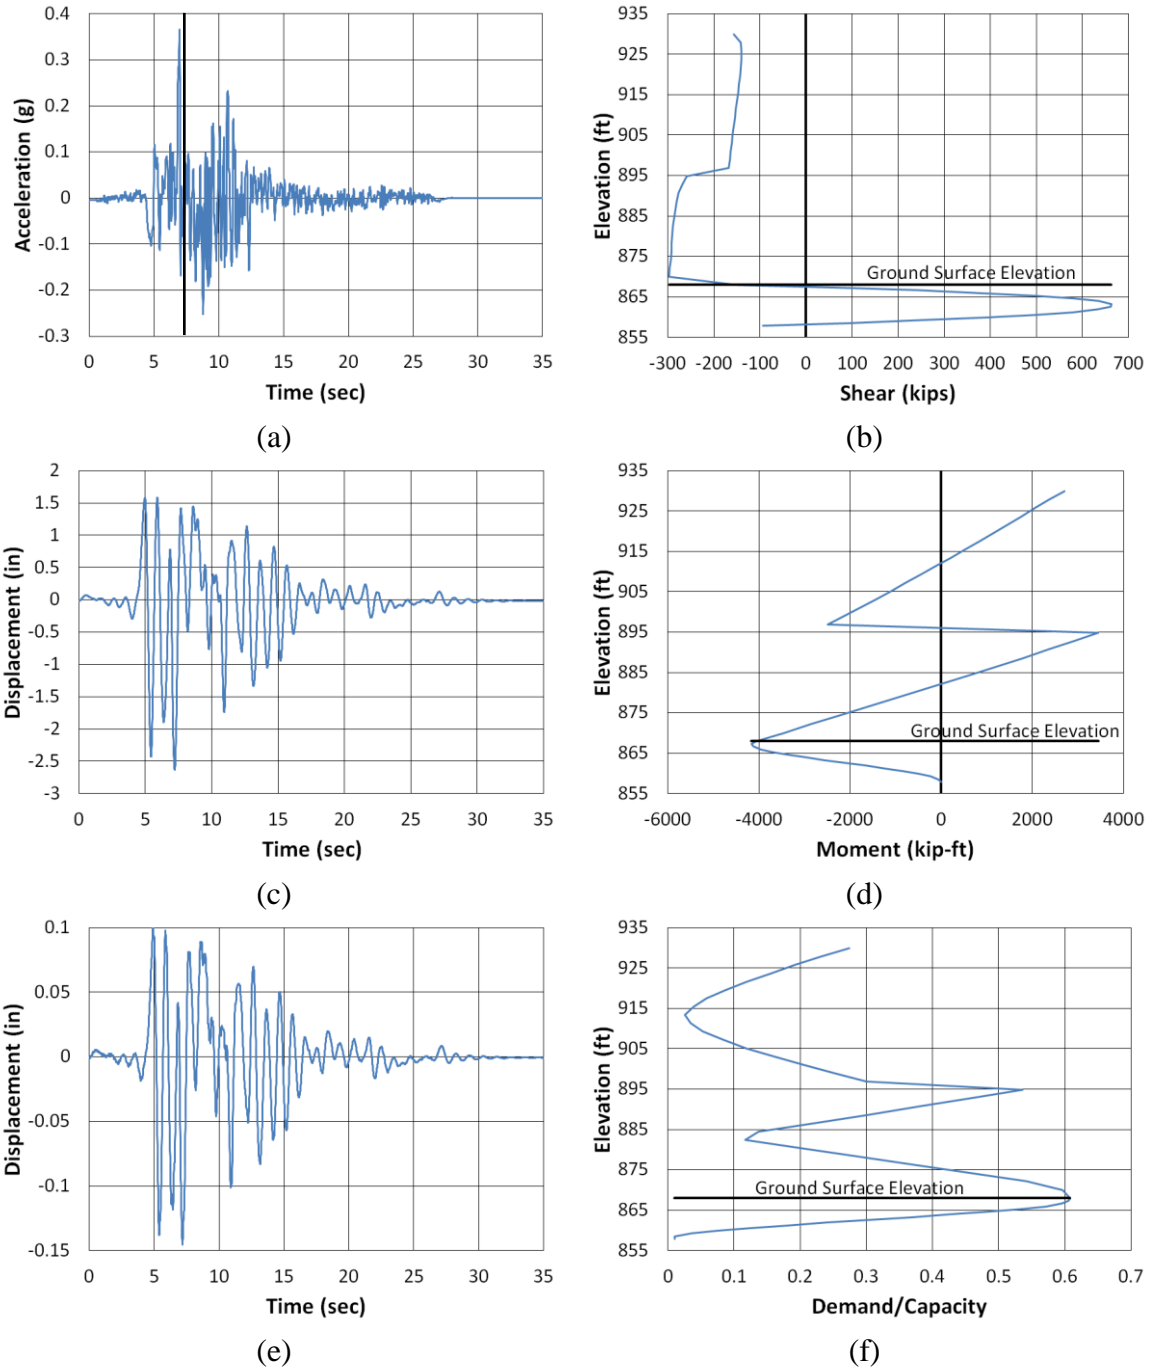 0.4
0.3
0.2
0.1
0
-0.1
-0.2
-0.3
Acceleration (g)
0 5 10 15 20 25 30 35
Time (sec)
(a)
935
925
915
905
895
885
875
865
855
Elevation (ft)
Ground Surface Elevation
-300 -200 -100 0 100 200 300 400 500 600 700
Shear (kips)
(b)
2
1.5
1
0.5
0
-0.5
-1
-1.5
-2
-2.5
-3
Displacement (in)
0 5 10 15 20 25 30 35
Time (sec)
(c)
935
925
915
905
895
885
875
865
855
Elevation (ft)
Ground Surface Elevation
-6000 -4000 -2000 0 2000 4000
Moment (kip-ft)
(d)
0.1
0.05
0
-0.05
-0.1
-0.15
Displacement (in)
0 5 10 15 20 25 30 35
Time (sec)
(e)
935
925
915
905
895
885
875
865
855
Elevation (ft)
Ground Surface Elevation
0 0.1 0.2 0.3 0.4 0.5 0.6 0.7
Demand/Capacity
(f)